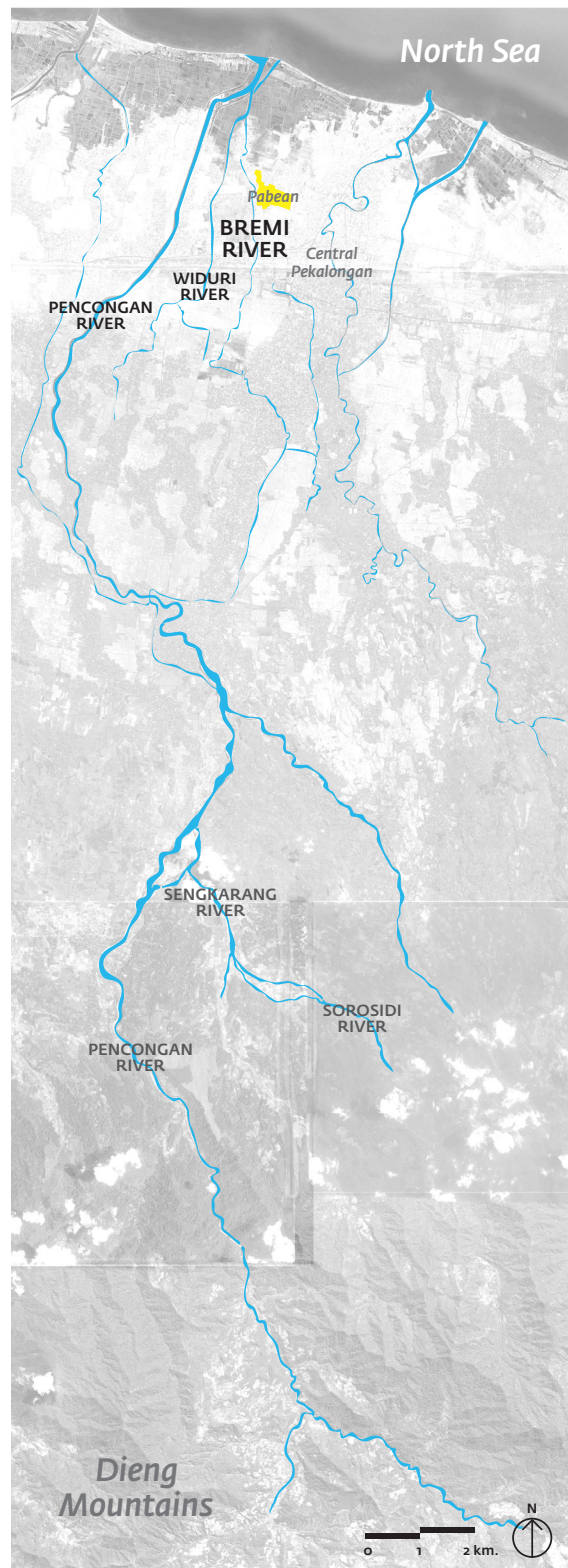 North Sea
Pabean
BREMI
RIVER
Central
Pekalongan
WIDURI
RIVER
PENCONGAN
RIVER
SENGKARANG
RIVER
SOROSIDI
RIVER
PENCONGAN
RIVER
Dieng
Mountains
N
0 1 2 km.